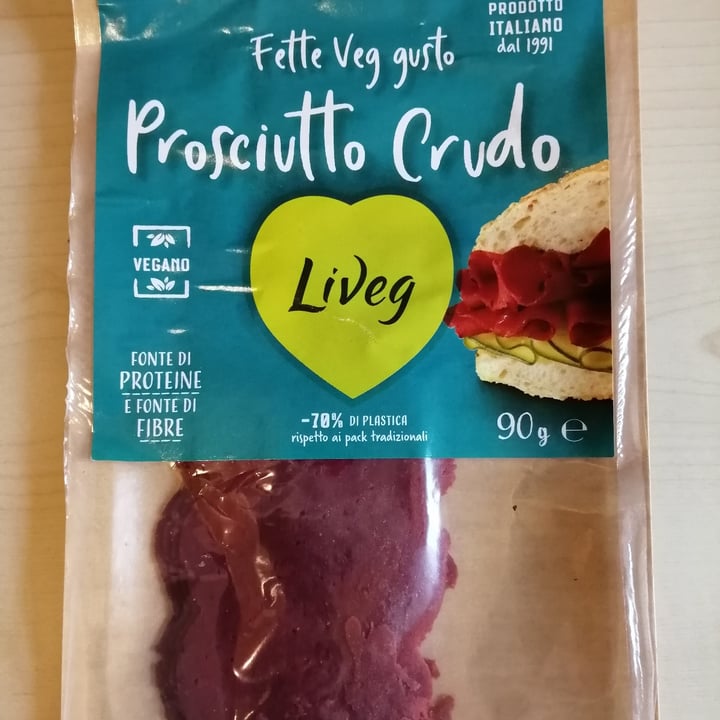 PRODOTTO
ITALIANO
dal 1991
Fette Veg gusto
Prosciutto Crudo
VEGANO
LiVeg
FONTE DI
PROTEINE
E FONTE DI
FIBRE
-70% DI PLASTICA
rispetto ai pack tradizionali
90g ℮